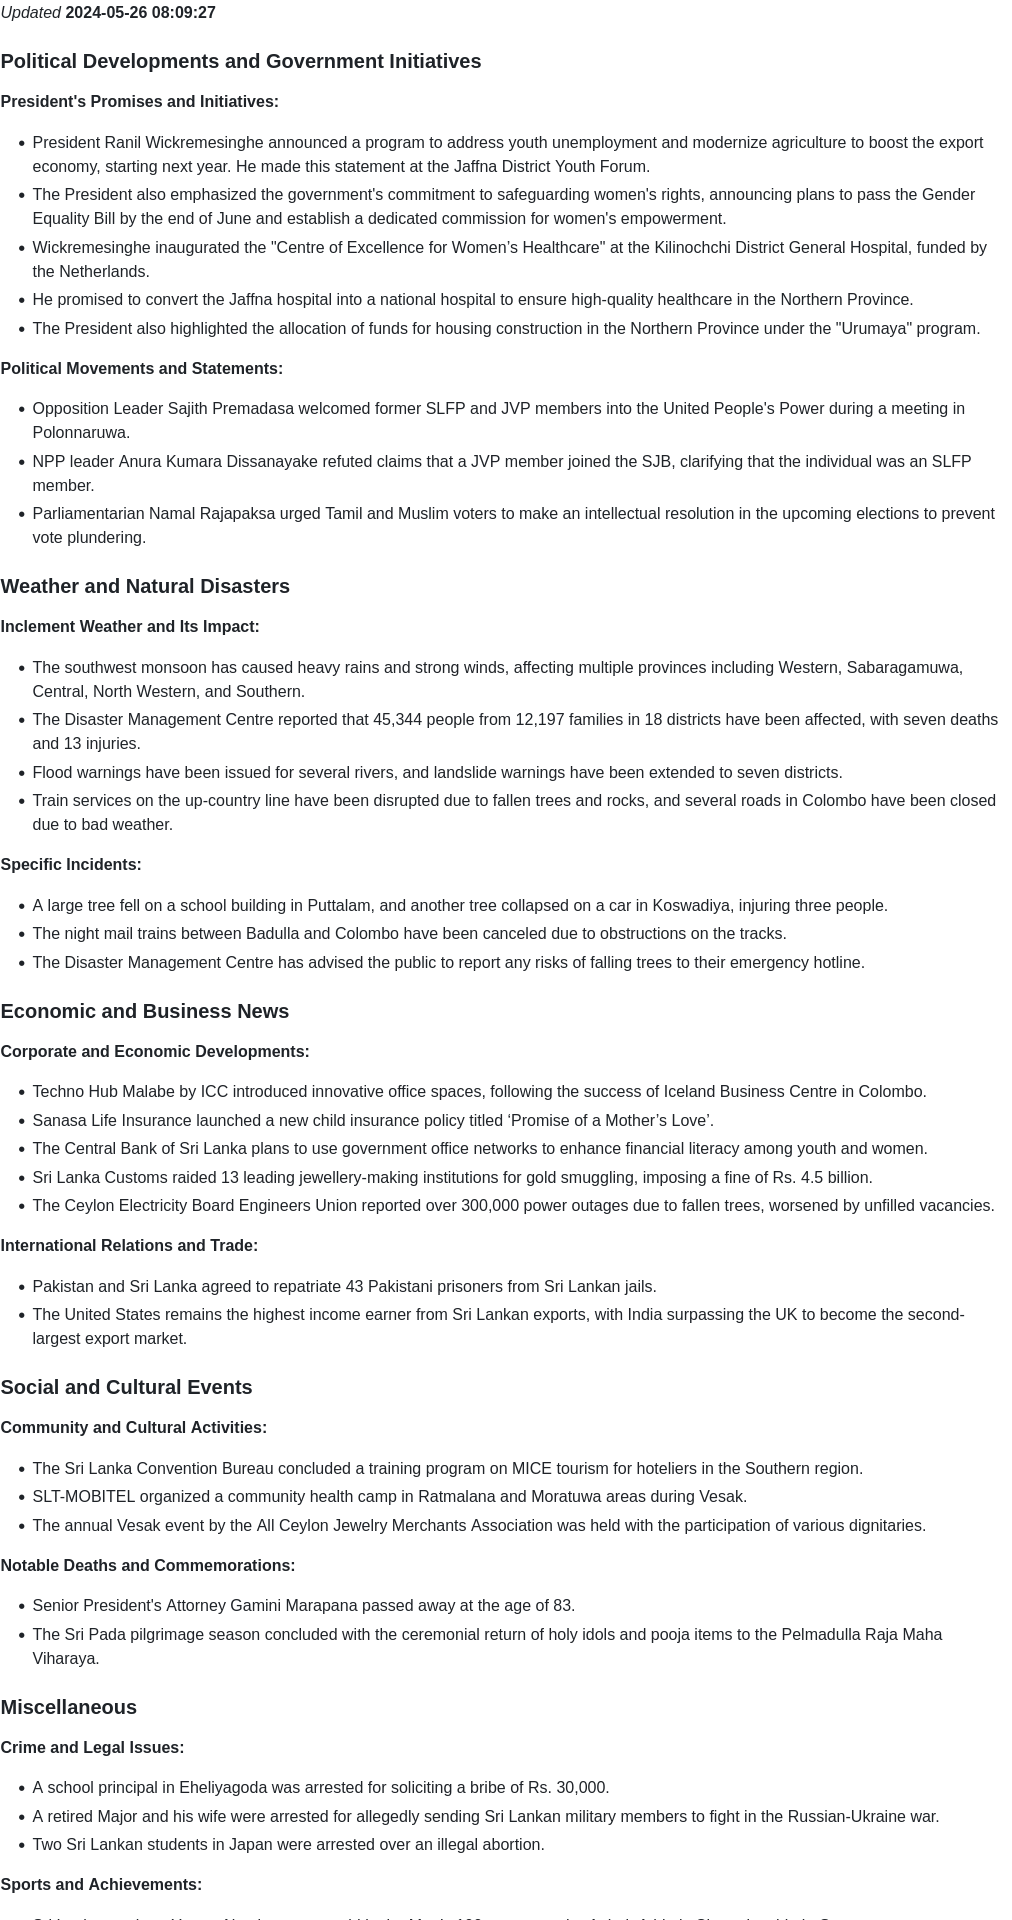 Updated 2024-05-26 08:09:27
Political Developments and Government Initiatives
President's Promises and Initiatives:
• President Ranil Wickremesinghe announced a program to address youth unemployment and modernize agriculture to boost the export
economy, starting next year. He made this statement at the Jaffna District Youth Forum.
• The President also emphasized the government's commitment to safeguarding women's rights, announcing plans to pass the Gender
Equality Bill by the end of June and establish a dedicated commission for women's empowerment.
• Wickremesinghe inaugurated the "Centre of Excellence for Women’s Healthcare" at the Kilinochchi District General Hospital, funded by
the Netherlands.
• He promised to convert the Jaffna hospital into a national hospital to ensure high-quality healthcare in the Northern Province.
• The President also highlighted the allocation of funds for housing construction in the Northern Province under the "Urumaya" program.
Political Movements and Statements:
• Opposition Leader Sajith Premadasa welcomed former SLFP and JVP members into the United People's Power during a meeting in
Polonnaruwa.
• NPP leader Anura Kumara Dissanayake refuted claims that a JVP member joined the SJB, clarifying that the individual was an SLFP
member.
• Parliamentarian Namal Rajapaksa urged Tamil and Muslim voters to make an intellectual resolution in the upcoming elections to prevent
vote plundering.
Weather and Natural Disasters
Inclement Weather and Its Impact:
• The southwest monsoon has caused heavy rains and strong winds, affecting multiple provinces including Western, Sabaragamuwa,
Central, North Western, and Southern.
• The Disaster Management Centre reported that 45,344 people from 12,197 families in 18 districts have been affected, with seven deaths
and 13 injuries.
• Flood warnings have been issued for several rivers, and landslide warnings have been extended to seven districts.
• Train services on the up-country line have been disrupted due to fallen trees and rocks, and several roads in Colombo have been closed
due to bad weather.
Specific Incidents:
• A large tree fell on a school building in Puttalam, and another tree collapsed on a car in Koswadiya, injuring three people.
• The night mail trains between Badulla and Colombo have been canceled due to obstructions on the tracks.
• The Disaster Management Centre has advised the public to report any risks of falling trees to their emergency hotline.
Economic and Business News
Corporate and Economic Developments:
• Techno Hub Malabe by ICC introduced innovative office spaces, following the success of Iceland Business Centre in Colombo.
• Sanasa Life Insurance launched a new child insurance policy titled ‘Promise of a Mother’s Love’.
• The Central Bank of Sri Lanka plans to use government office networks to enhance financial literacy among youth and women.
• Sri Lanka Customs raided 13 leading jewellery-making institutions for gold smuggling, imposing a fine of Rs. 4.5 billion.
• The Ceylon Electricity Board Engineers Union reported over 300,000 power outages due to fallen trees, worsened by unfilled vacancies.
International Relations and Trade:
• Pakistan and Sri Lanka agreed to repatriate 43 Pakistani prisoners from Sri Lankan jails.
• The United States remains the highest income earner from Sri Lankan exports, with India surpassing the UK to become the second-
largest export market.
Social and Cultural Events
Community and Cultural Activities:
• The Sri Lanka Convention Bureau concluded a training program on MICE tourism for hoteliers in the Southern region.
• SLT-MOBITEL organized a community health camp in Ratmalana and Moratuwa areas during Vesak.
• The annual Vesak event by the All Ceylon Jewelry Merchants Association was held with the participation of various dignitaries.
Notable Deaths and Commemorations:
• Senior President's Attorney Gamini Marapana passed away at the age of 83.
• The Sri Pada pilgrimage season concluded with the ceremonial return of holy idols and pooja items to the Pelmadulla Raja Maha
Viharaya.
Miscellaneous
Crime and Legal Issues:
• A school principal in Eheliyagoda was arrested for soliciting a bribe of Rs. 30,000.
• A retired Major and his wife were arrested for allegedly sending Sri Lankan military members to fight in the Russian-Ukraine war.
• Two Sri Lankan students in Japan were arrested over an illegal abortion.
Sports and Achievements: